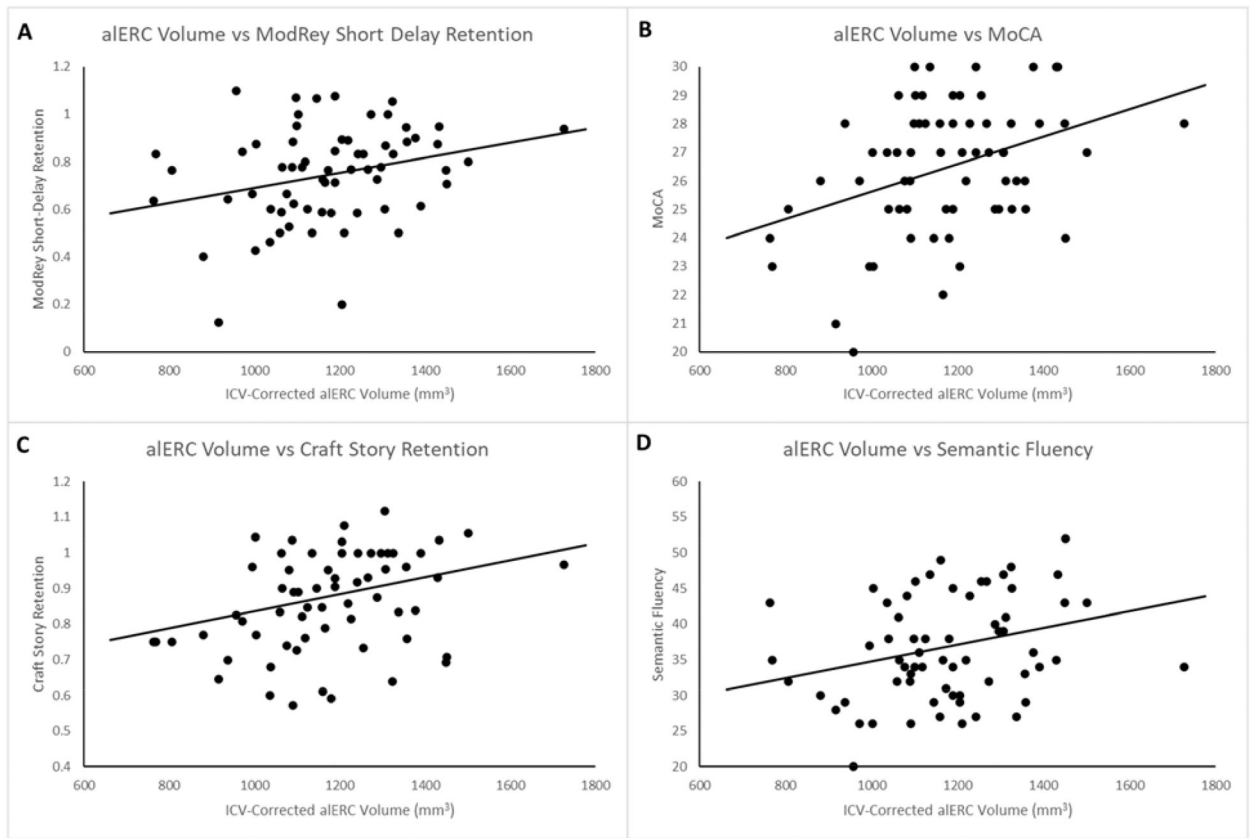 A
alERC Volume vs ModRey Short Delay Retention
ModRey Short-Delay Retention
1.2
1
0.8
0.6
0.4
0.2
0
600 800 1000 1200 1400 1600 1800
ICV-Corrected alERC Volume (mm³)
B
alERC Volume vs MoCA
MoCA
30
29
28
27
26
25
24
23
22
21
20
600 800 1000 1200 1400 1600 1800
ICV-Corrected alERC Volume (mm³)
C
alERC Volume vs Craft Story Retention
Craft Story Retention
1.2
1.1
1
0.9
0.8
0.7
0.6
0.5
0.4
600 800 1000 1200 1400 1600 1800
ICV-Corrected alERC Volume (mm³)
D
alERC Volume vs Semantic Fluency
Semantic Fluency
60
55
50
45
40
35
30
25
20
600 800 1000 1200 1400 1600 1800
ICV-Corrected alERC Volume (mm³)